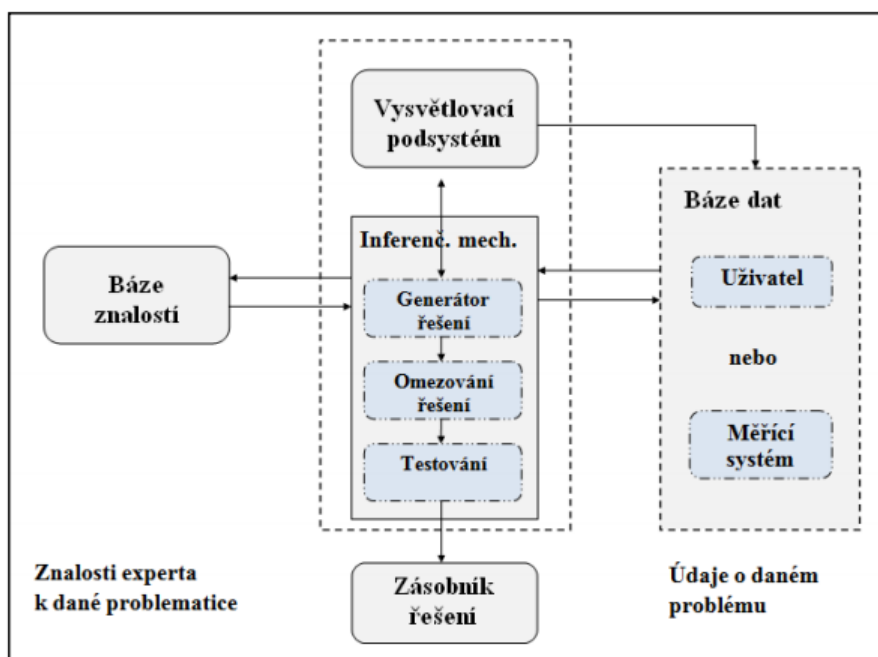 Vysvětlovací
podsystém
Báze dat
Inferenč. mech.
Báze
znalostí
Uživatel
Generátor
řešení
nebo
Omezování
řešení
Měřící
systém
Testování
Znalosti experta
k dané problematice
Zásobník
řešení
Údaje o daném
problému